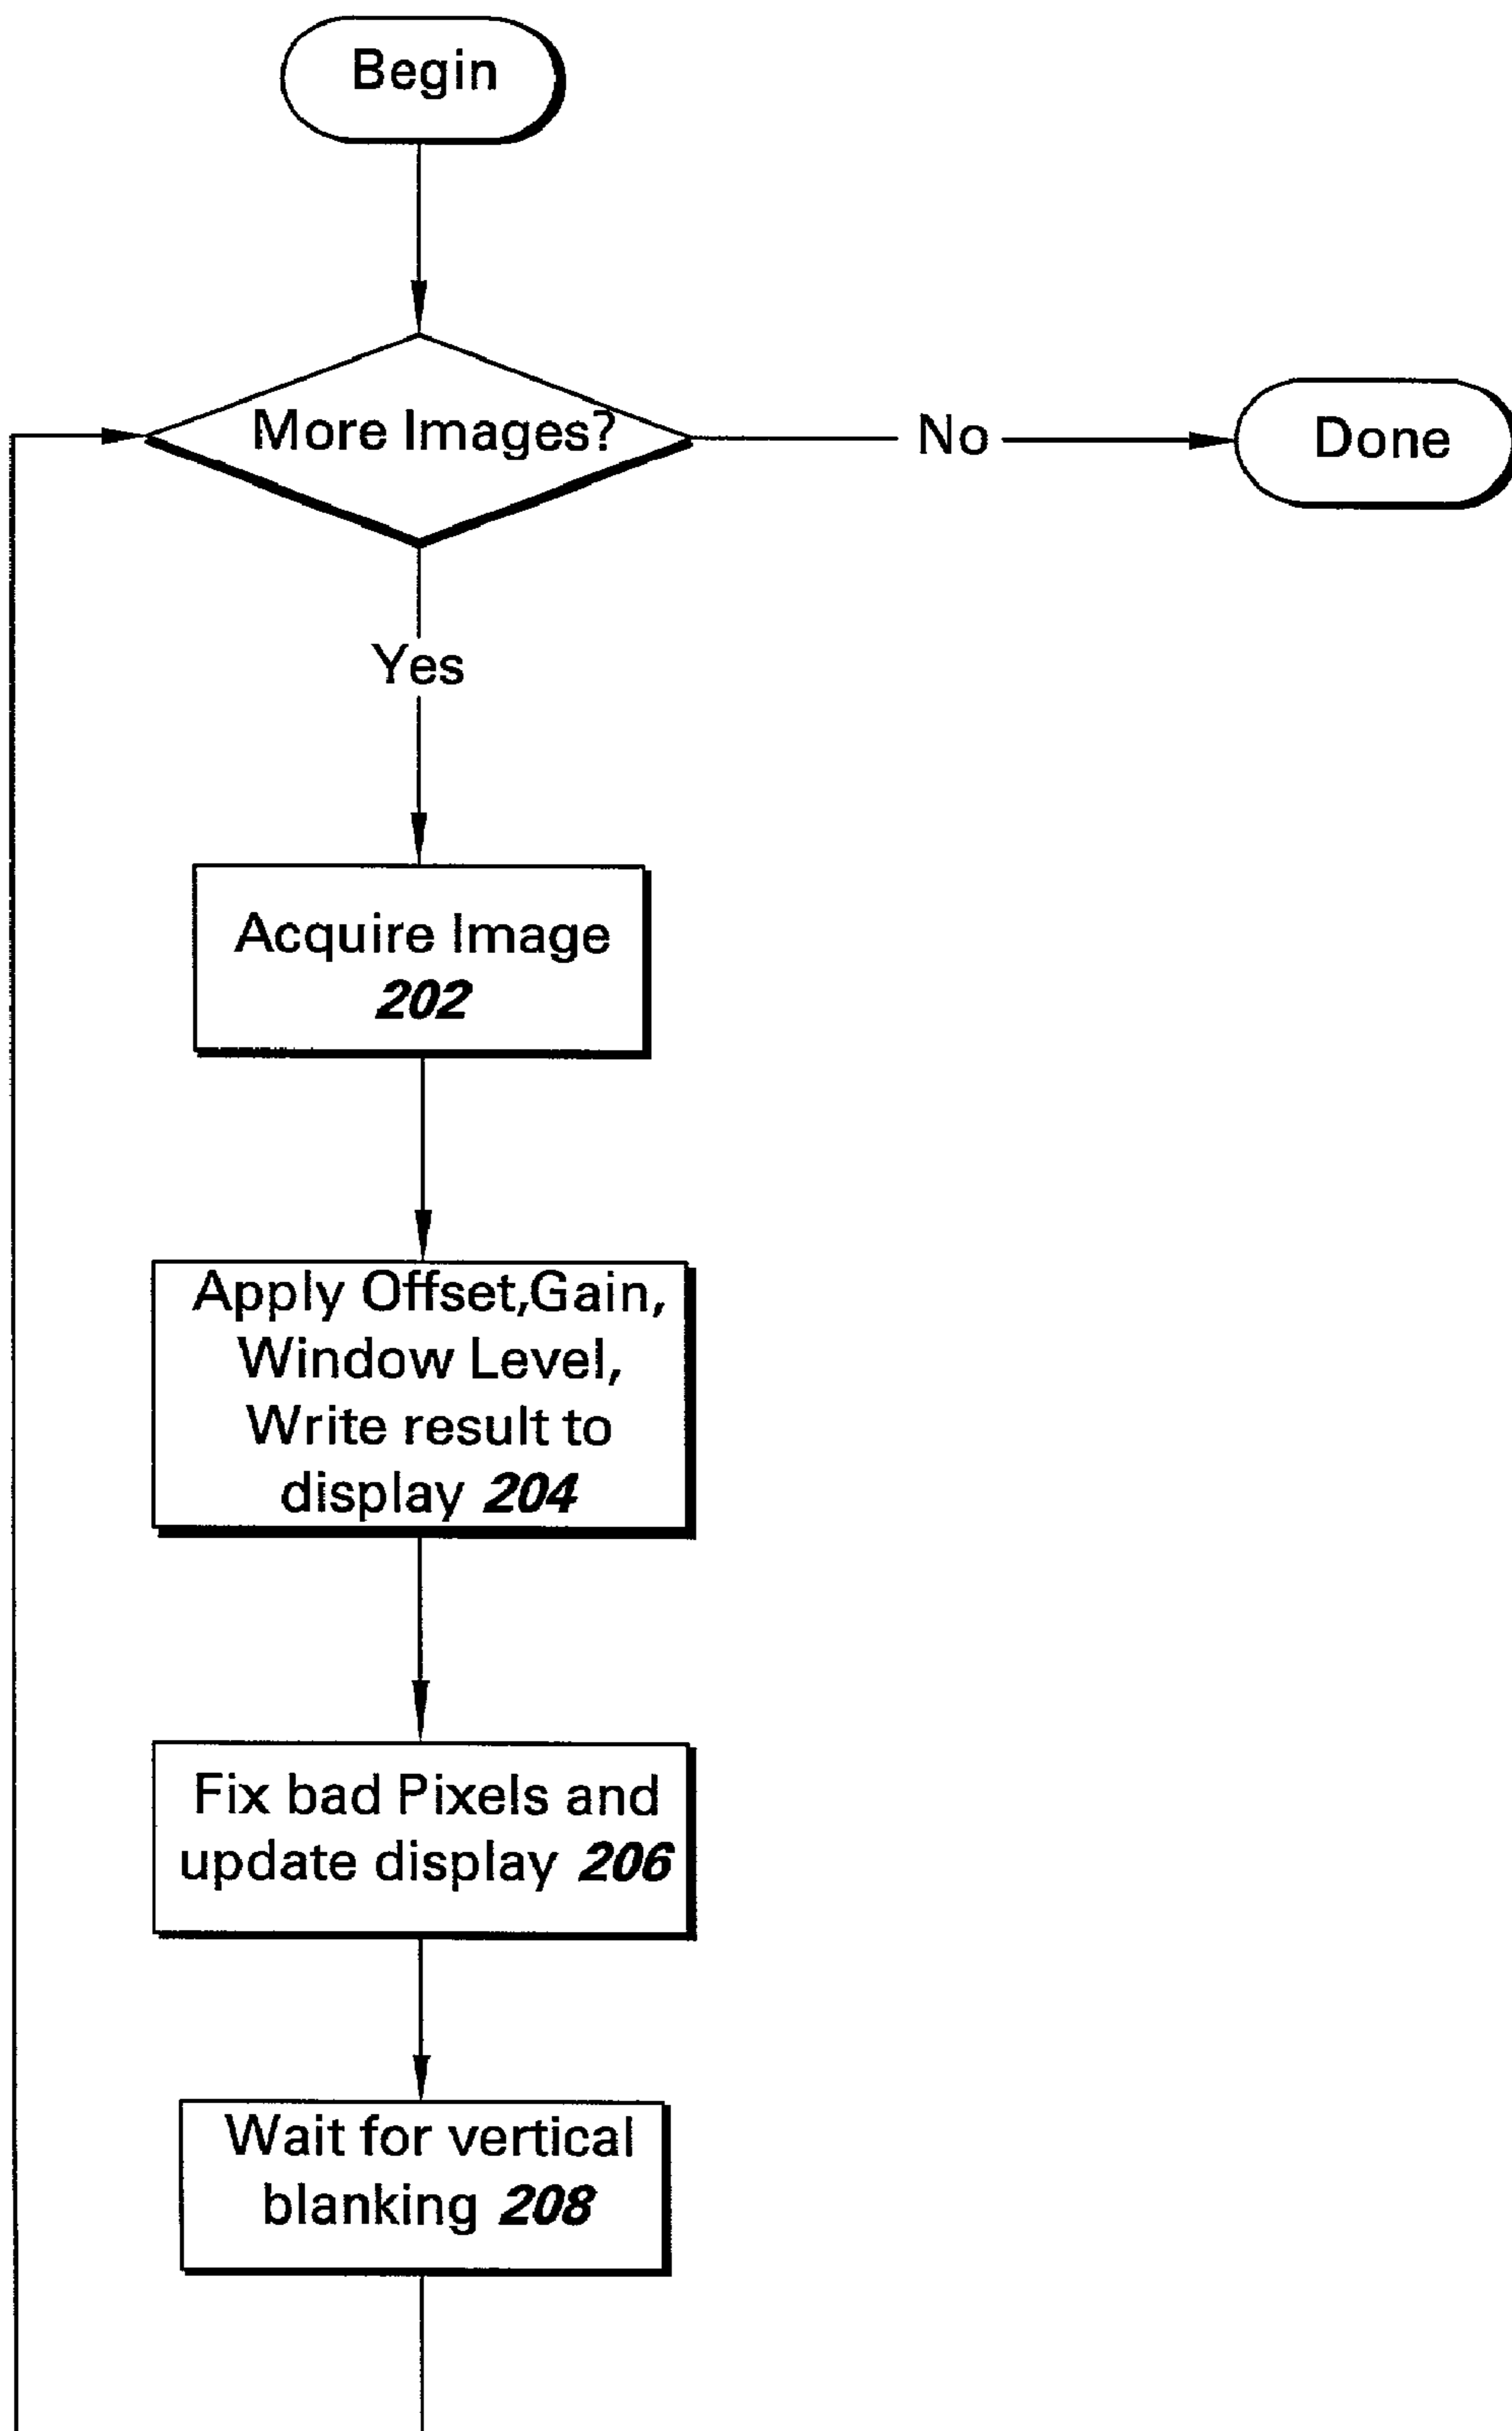 Begin
More Images?
No
Done
Yes
Acquire Image
202
Apply Offset,Gain,
Window Level,
Write result to
display 204
Fix bad Pixels and
update display 206
Wait for vertical
blanking 208